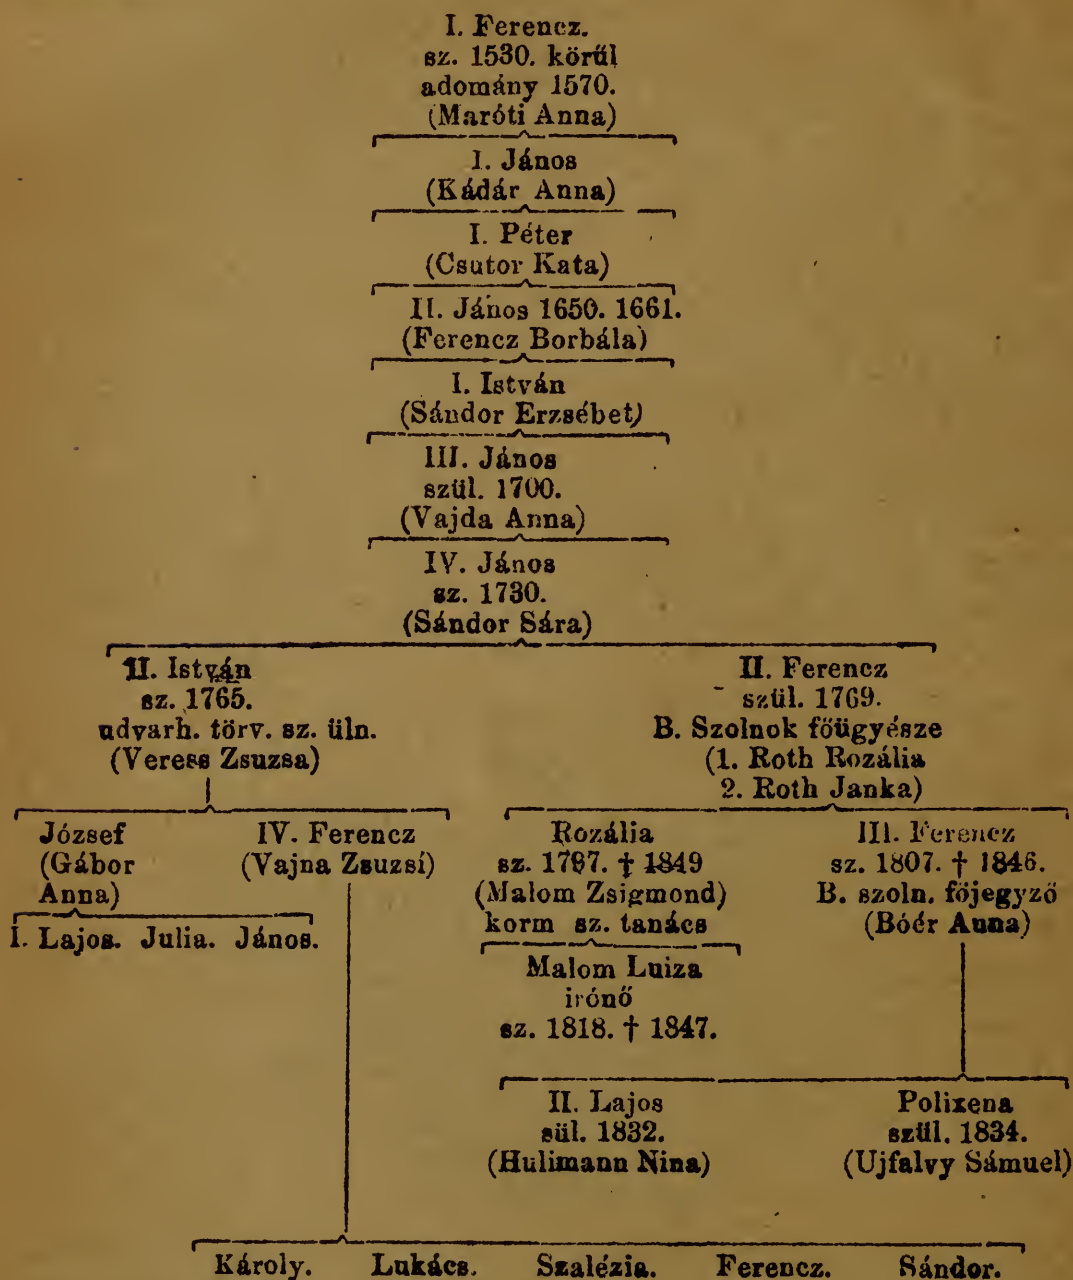 I. Ferencz.
sz. 1530. körül
adomány 1570.
(Maróti Anna)
I. János
(Kádár Anna)
I. Péter
(Csutor Kata)
II. János 1650. 1661.
(Ferencz Borbála)
I. István
(Sándor Erzsébet)
III. János
szül. 1700.
(Vajda Anna)
IV. János
sz. 1730.
(Sándor Sára)
II. István
sz. 1765.
udvarh. törv. sz. üln.
(Veress Zsuzsa)
II. Ferencz
szül. 1769.
B. Szolnok főügyésze
(1. Roth Rozália
2. Roth Janka)
József
(Gábor
Anna)
IV. Ferencz
(Vajna Zsuzsi)
Rozália
sz. 1787. † 1849
(Malom Zsigmond)
korm sz. tanács
III. Ferencz
sz. 1807. † 1846.
B. szoln. főjegyző
(Bóér Anna)
I. Lajos. Julia. János.
Malom Luiza
irónő
sz. 1818. † 1847.
II. Lajos
sül. 1832.
(Hulimann Nina)
Polixena
szül. 1834.
(Ujfalvy Sámuel)
Károly. Lukács. Szalézia. Ferencz. Sándor.